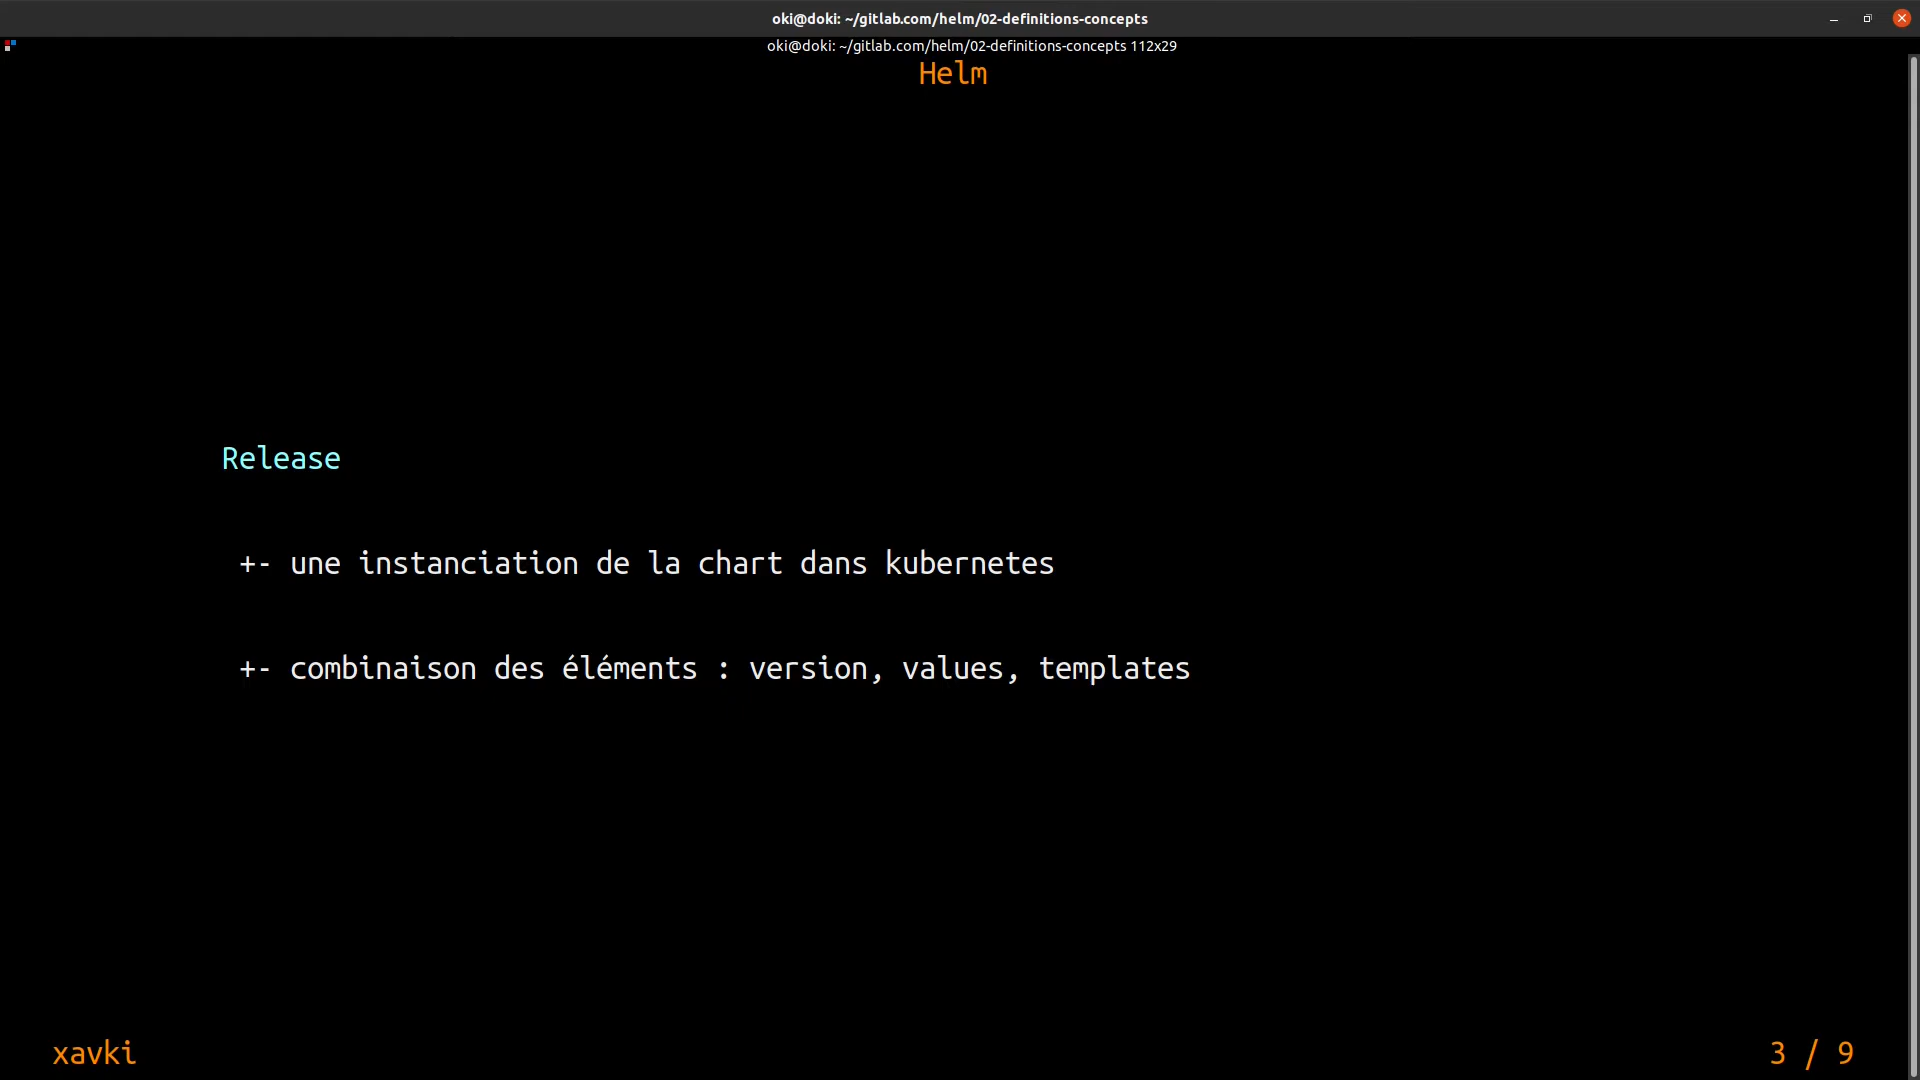 oki@doki: ~/gitlab.com/helm/02-definitions-concepts
oki@doki: ~/gitlab.com/helm/02-definitions-concepts 112x29
Helm
Release
+- une instanciation de la chart dans kubernetes
+- combinaison des éléments : version, values, templates
xavki
3 / 9